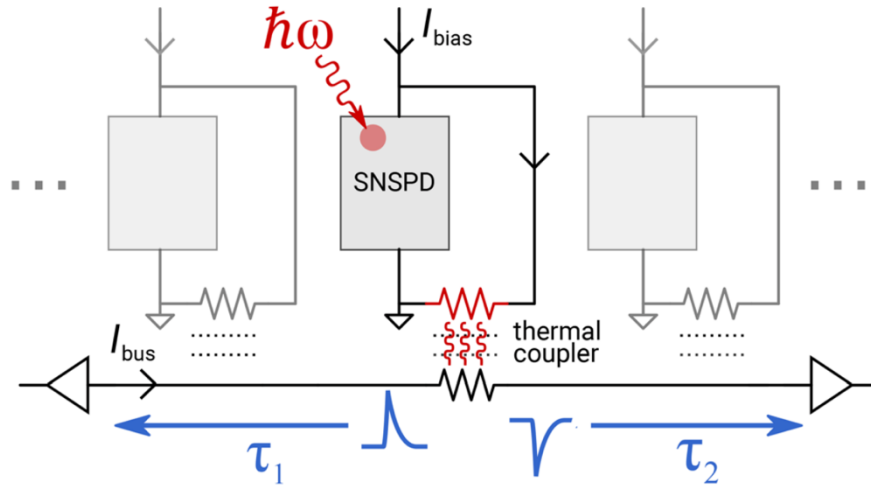 ħω
I_bias
SNSPD
thermal
coupler
I_bus
τ₁
τ₂